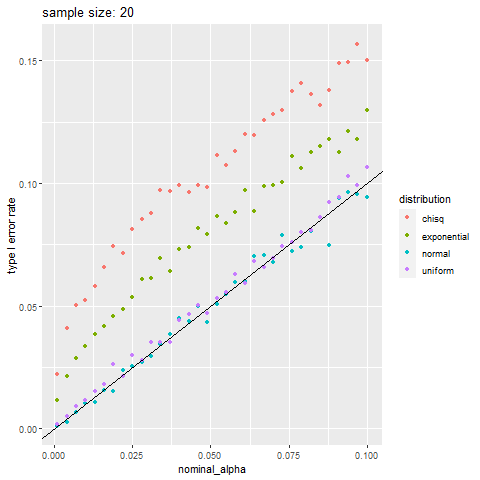 sample size: 20
type I error rate
0.15
0.10
0.05
0.00
0.000
0.025
0.050
0.075
0.100
nominal_alpha
distribution
chisq
exponential
normal
uniform